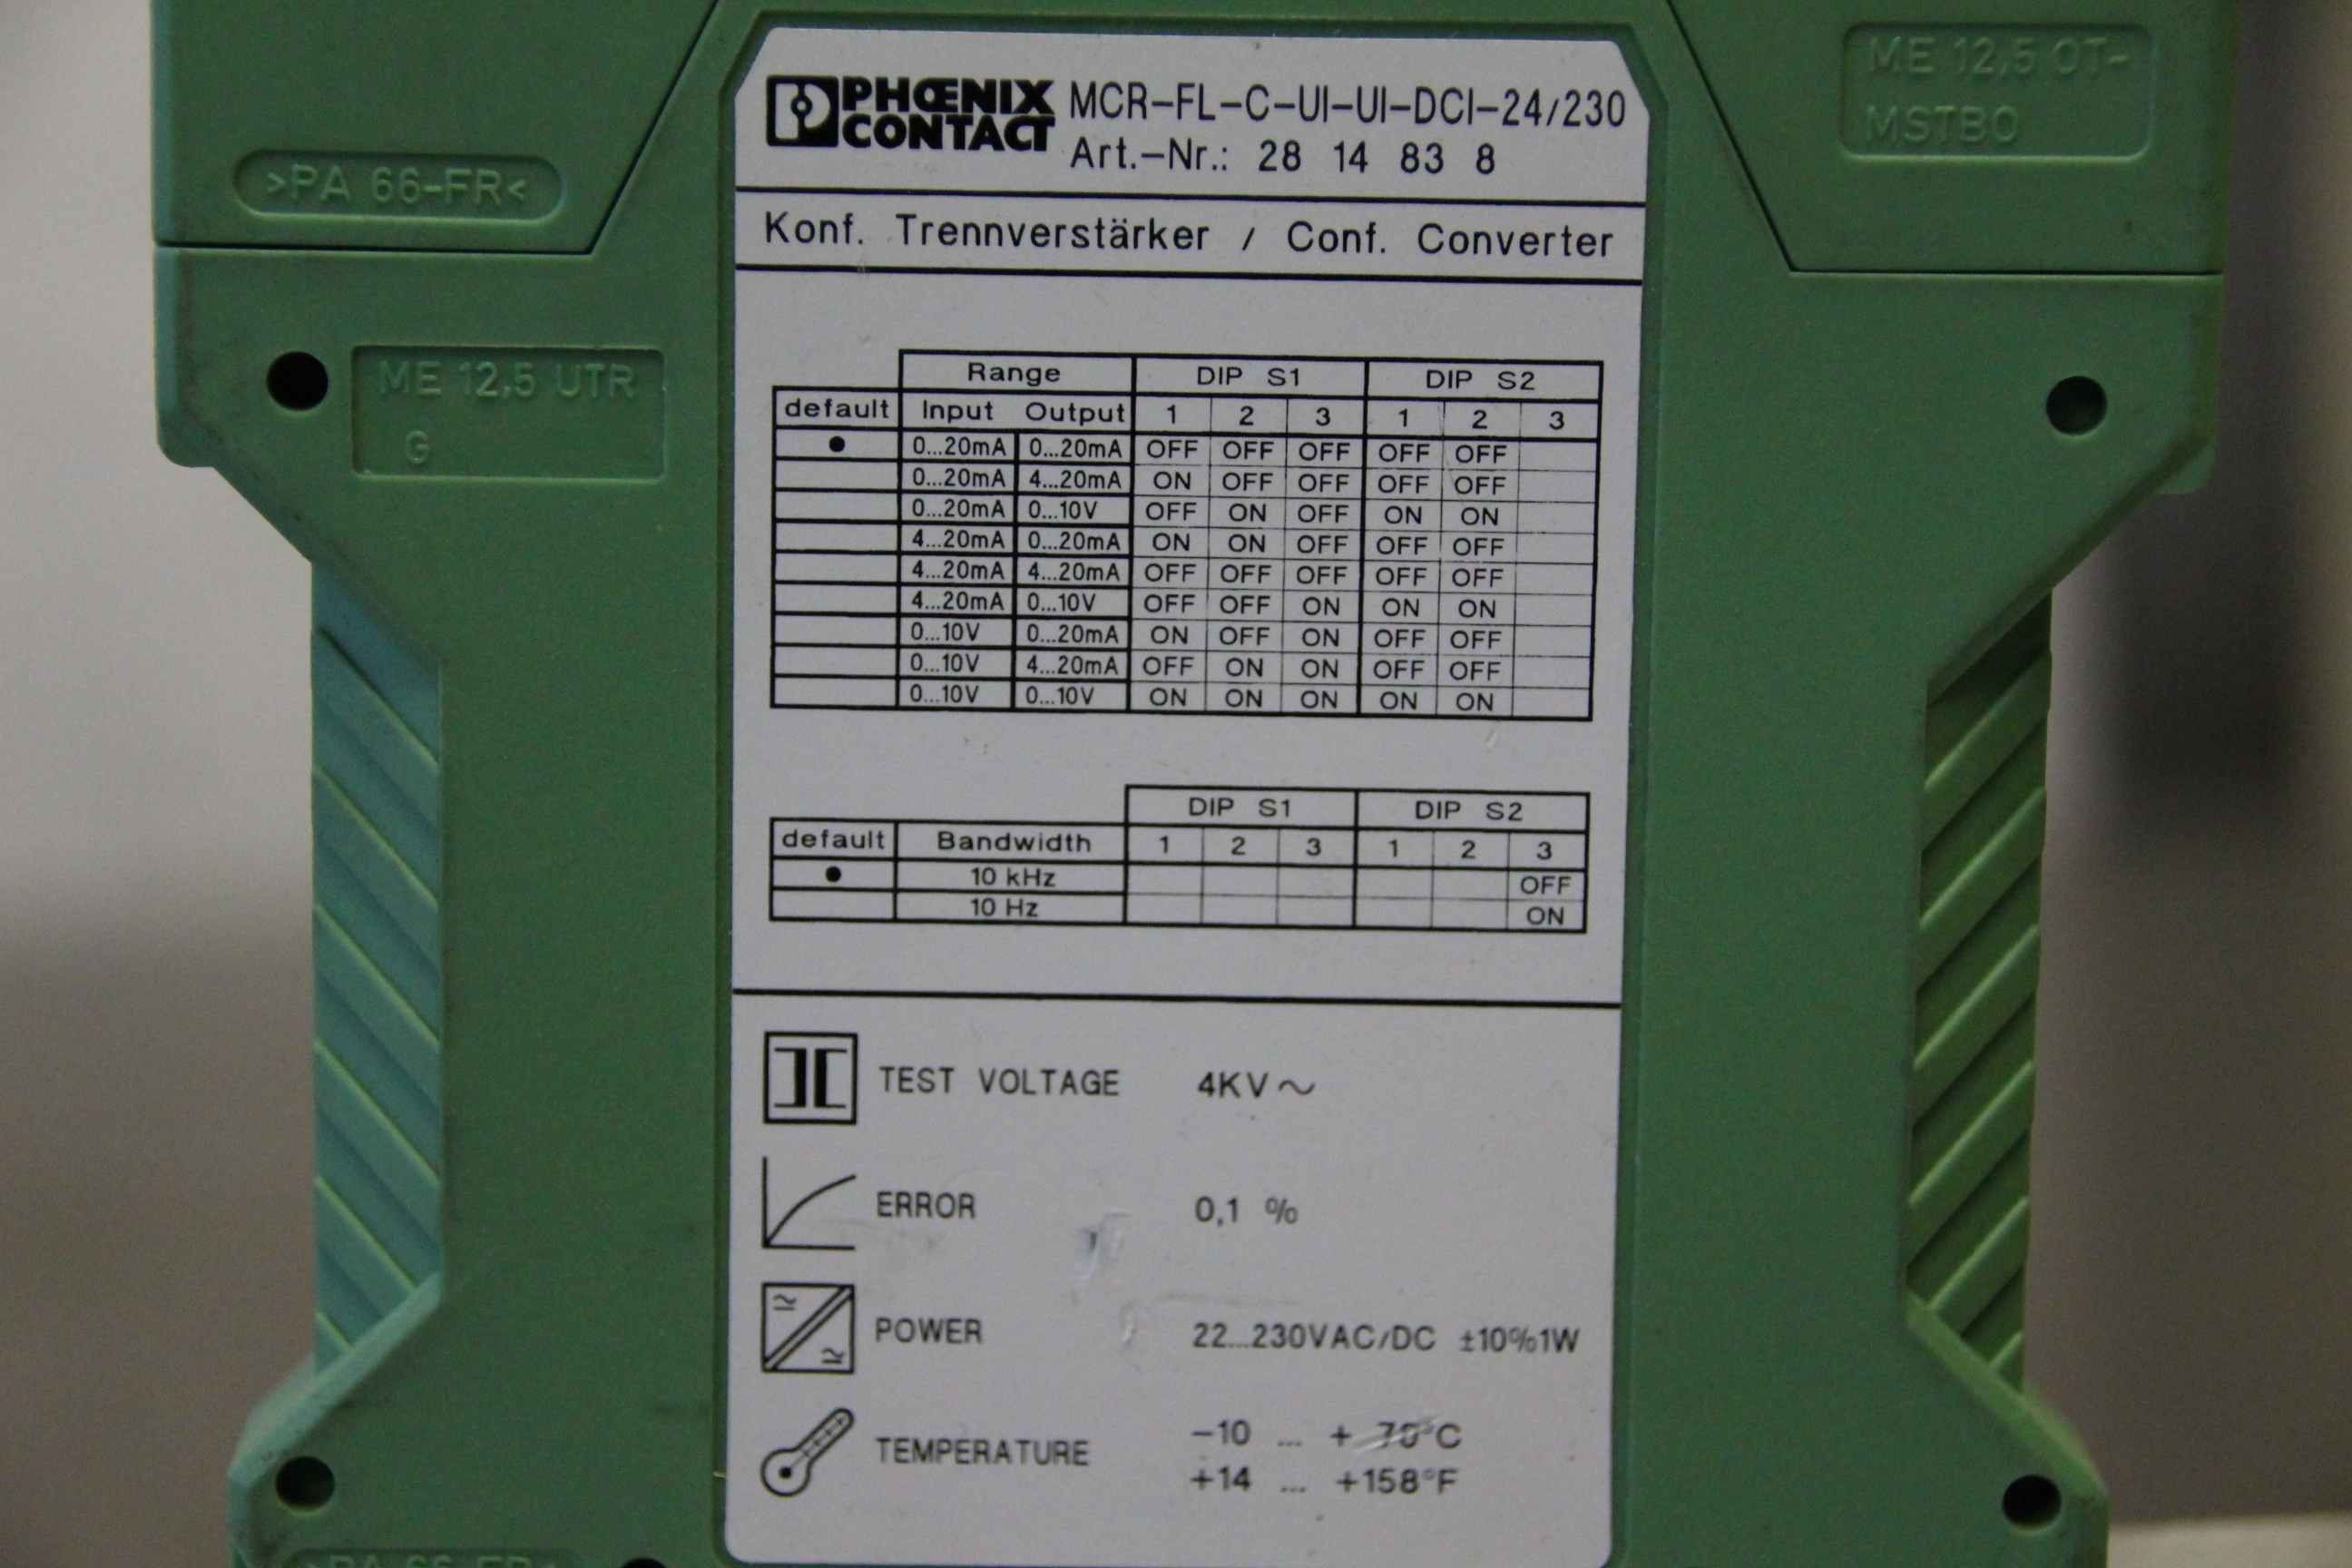 PHŒNIX CONTACT
MCR-FL-C-UI-UI-DCI-24/230
Art.-Nr.: 28 14 83 8
ME 12,5 OT-
MSTBO
>PA 66-FR<
Konf. Trennverstärker / Conf. Converter
ME 12,5 UTR
G
Range DIP S1 DIP S2
default Input Output 1 2 3 1 2 3
● 0...20mA 0...20mA OFF OFF OFF OFF OFF
0...20mA 4...20mA ON OFF OFF OFF OFF
0...20mA 0...10V OFF ON OFF ON ON
4...20mA 0...20mA ON ON OFF OFF OFF
4...20mA 4...20mA OFF OFF OFF OFF OFF
4...20mA 0...10V OFF OFF ON ON ON
0...10V 0...20mA ON OFF ON OFF OFF
0...10V 4...20mA OFF ON ON OFF OFF
0...10V 0...10V ON ON ON ON ON
DIP S1 DIP S2
default Bandwidth 1 2 3 1 2 3
● 10 kHz OFF
10 Hz ON
TEST VOLTAGE 4KV~
ERROR 0,1 %
POWER 22...230VAC/DC ±10%1W
TEMPERATURE
-10 ... + 70°C
+14 ... +158°F
>PA 66-FR<